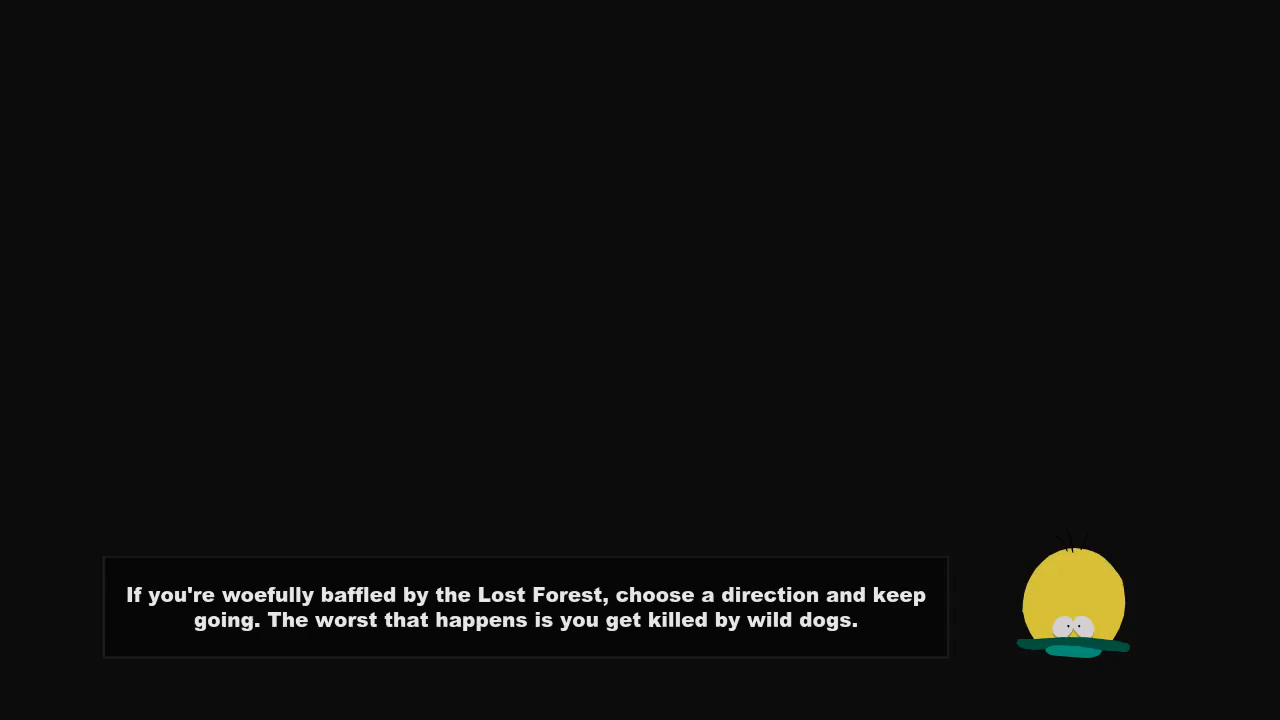 If you're woefully baffled by the Lost Forest, choose a direction and keep
going. The worst that happens is you get killed by wild dogs.